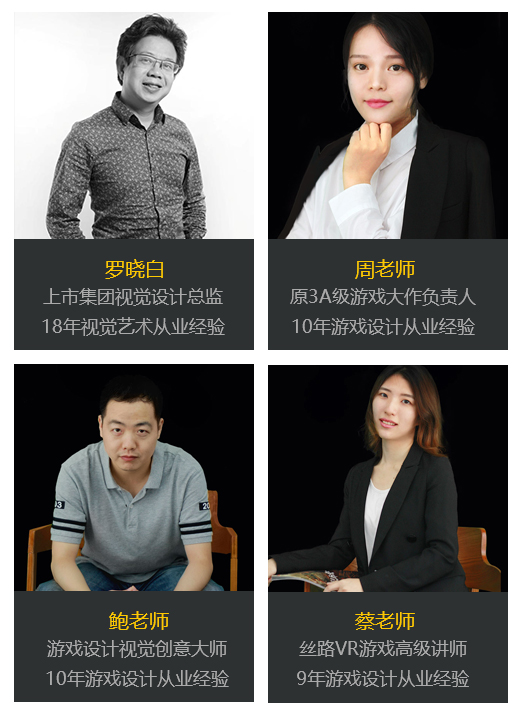 罗晓白
上市集团视觉设计总监
18年视觉艺术从业经验
周老师
原3A级游戏大作负责人
10年游戏设计从业经验
03
20
鲍老师
游戏设计视觉创意大师
10年游戏设计从业经验
蔡老师
丝路VR游戏高级讲师
9年游戏设计从业经验